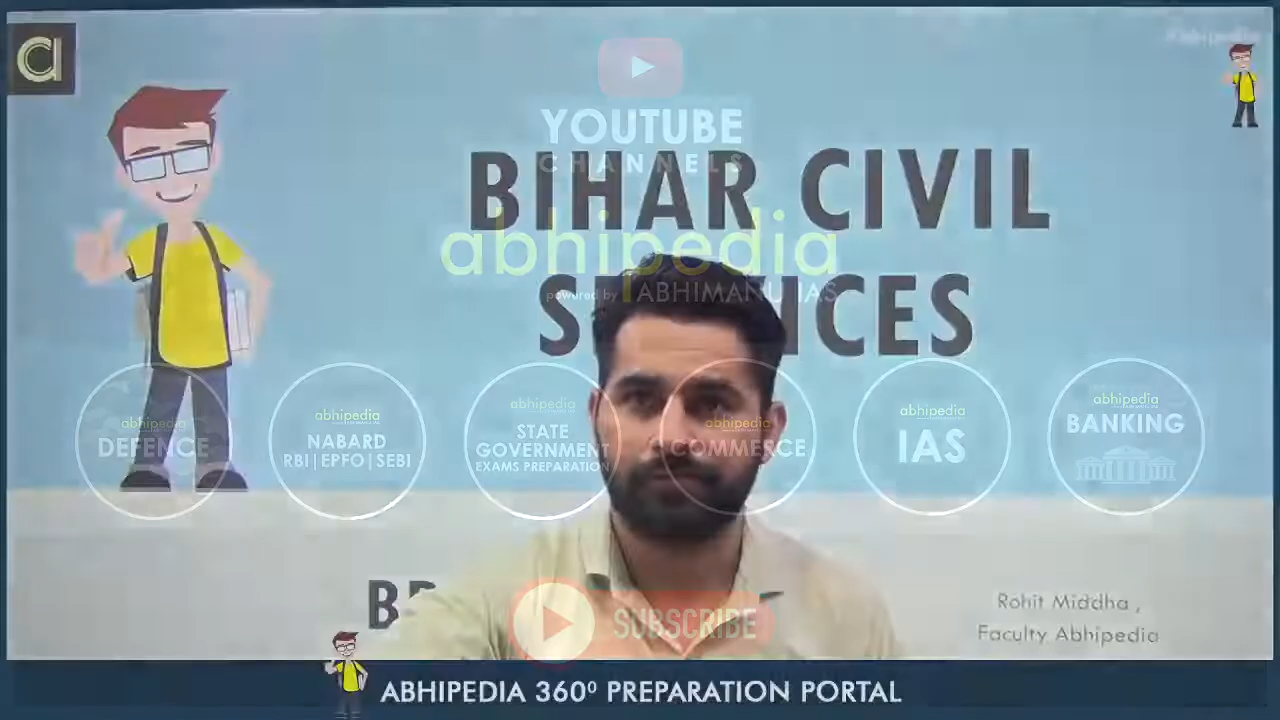 abhipedia
YOUTUBE
CHANNELS
BIHAR CIVIL
abhipedia
powered by ABHIMANU IAS
abhipedia
DEFENCE
abhipedia
NABARD
RBI|EPFO|SEBI
abhipedia
STATE
GOVERNMENT
EXAMS PREPARATION
abhipedia
COMMERCE
abhipedia
IAS
abhipedia
BANKING
SUBSCRIBE
Rohit Middha ,
Faculty Abhipedia
ABHIPEDIA 360⁰ PREPARATION PORTAL